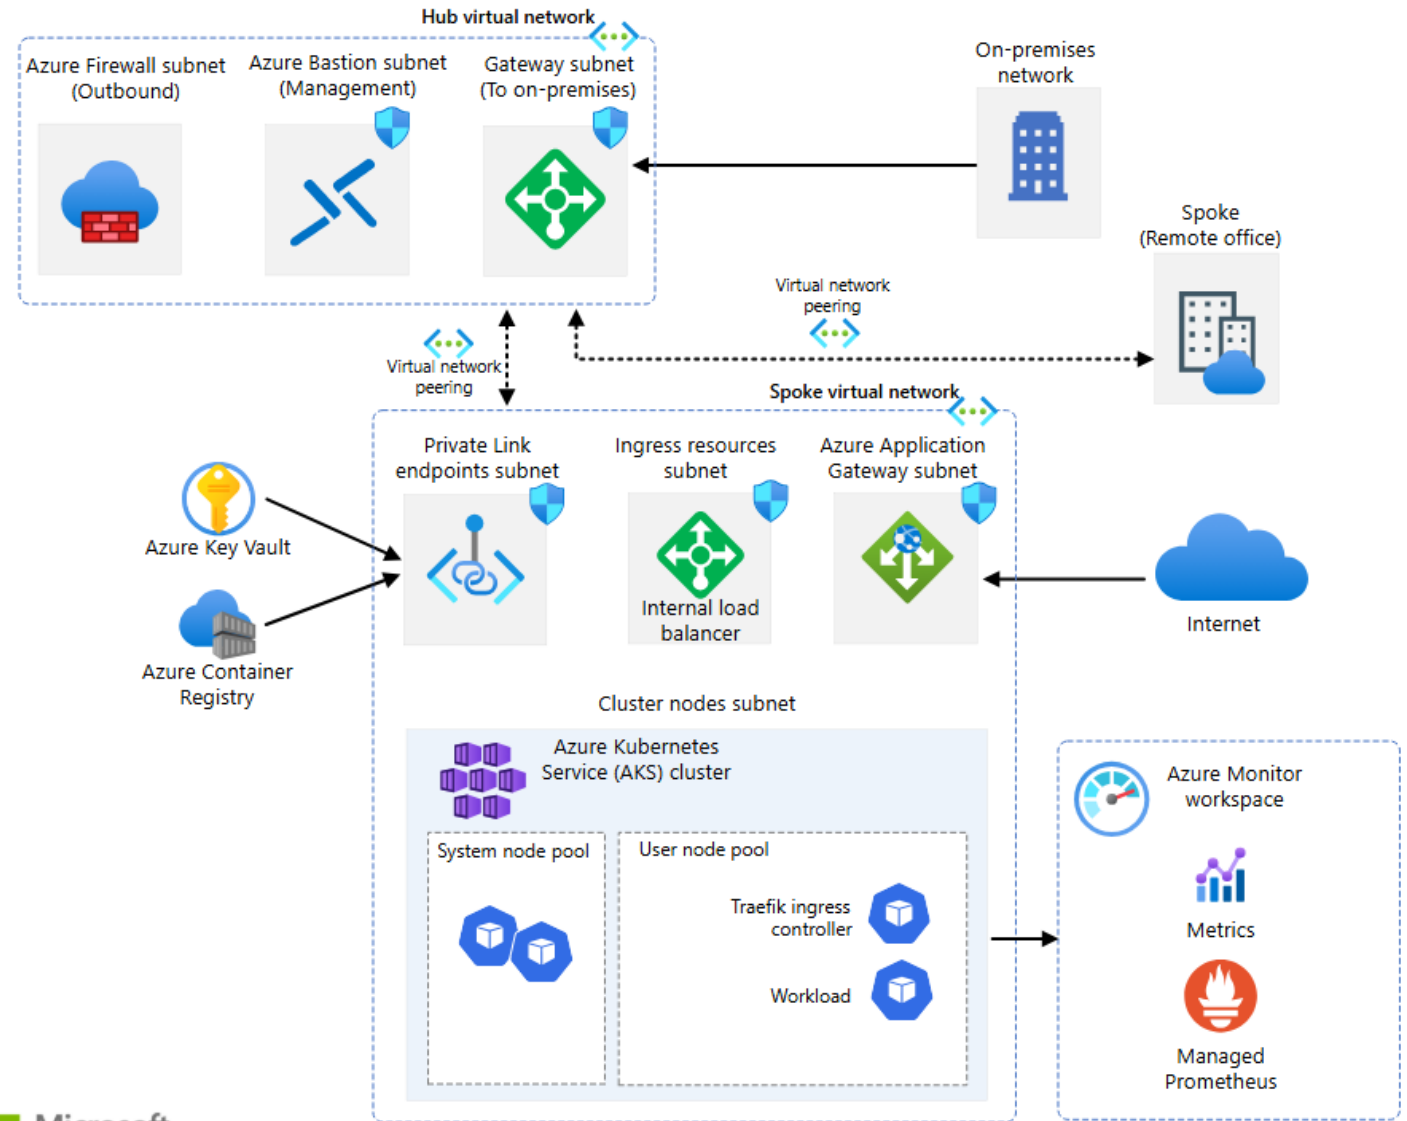 Hub virtual network
Azure Firewall subnet
(Outbound)
Azure Bastion subnet
(Management)
Gateway subnet
(To on-premises)
On-premises
network
Spoke
(Remote office)
Virtual network
peering
Virtual network
peering
Spoke virtual network
Private Link
endpoints subnet
Ingress resources
subnet
Azure Application
Gateway subnet
Azure Key Vault
Internal load
balancer
Internet
Azure Container
Registry
Cluster nodes subnet
Azure Kubernetes
Service (AKS) cluster
System node pool
User node pool
Traefik ingress
controller
Workload
Azure Monitor
workspace
Metrics
Managed
Prometheus
Microsoft